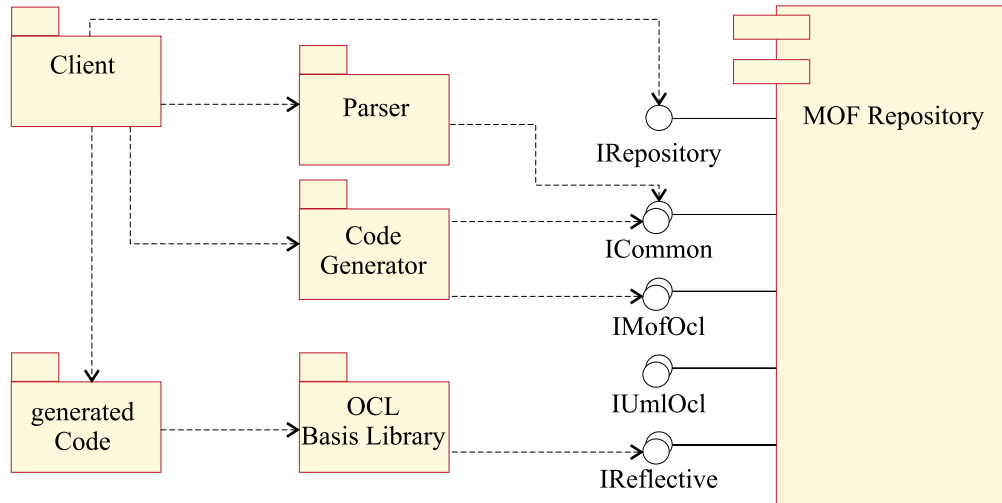 Client
Parser
MOF Repository
IRepository
Code
Generator
ICommon
IMofOcl
generated
Code
OCL
Basis Library
IUmlOcl
IReflective